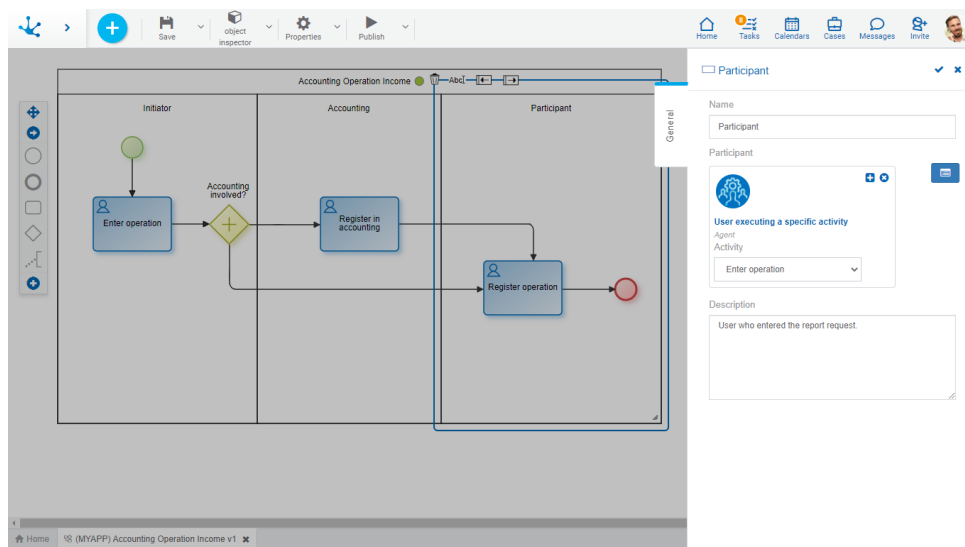 Save
object
inspector
Properties
Publish
Home
8
Tasks
Calendars
Cases
Messages
Invite
Accounting Operation Income
Abc
Initiator
Accounting
Participant
Accounting
involved?
Enter operation
Register in
accounting
Register operation
General
Participant
Name
Participant
Participant
User executing a specific activity
Agent
Activity
Enter operation
Description
User who entered the report request.
Home
(MYAPP) Accounting Operation Income v1